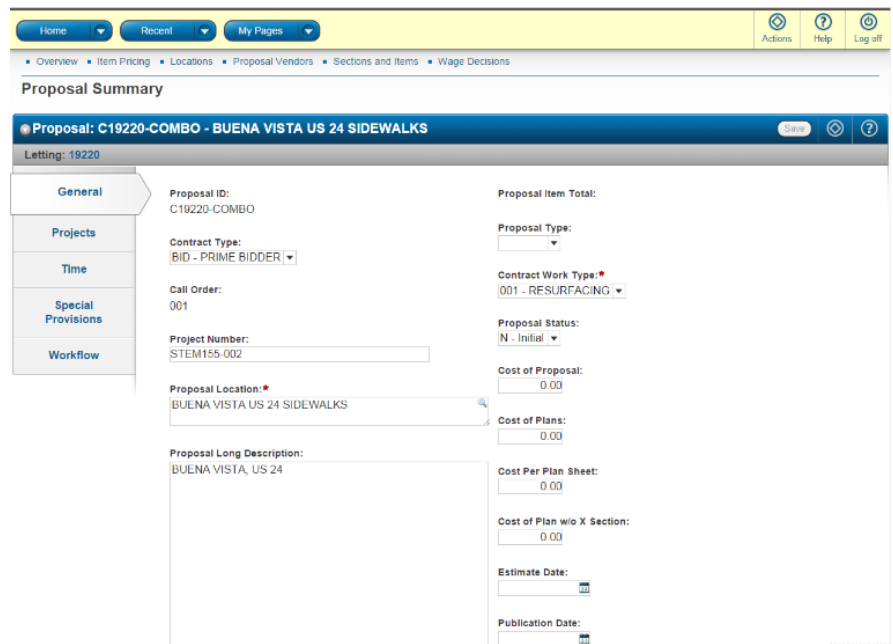 Home
Recent
My Pages
Actions
Help
Log off
Overview
Item Pricing
Locations
Proposal Vendors
Sections and Items
Wage Decisions
Proposal Summary
Proposal: C19220-COMBO - BUENA VISTA US 24 SIDEWALKS
Save
Letting: 19220
General
Projects
Time
Special
Provisions
Workflow
Proposal ID:
C19220-COMBO
Contract Type:
BID - PRIME BIDDER
Call Order:
001
Project Number:
STEM155-002
Proposal Location:*
BUENA VISTA US 24 SIDEWALKS
Proposal Long Description:
BUENA VISTA, US 24
Proposal Item Total:
Proposal Type:
Contract Work Type:*
001 - RESURFACING
Proposal Status:
N - Initial
Cost of Proposal:
0.00
Cost of Plans:
0.00
Cost Per Plan Sheet:
0.00
Cost of Plan w/o X Section:
0.00
Estimate Date:
Publication Date: